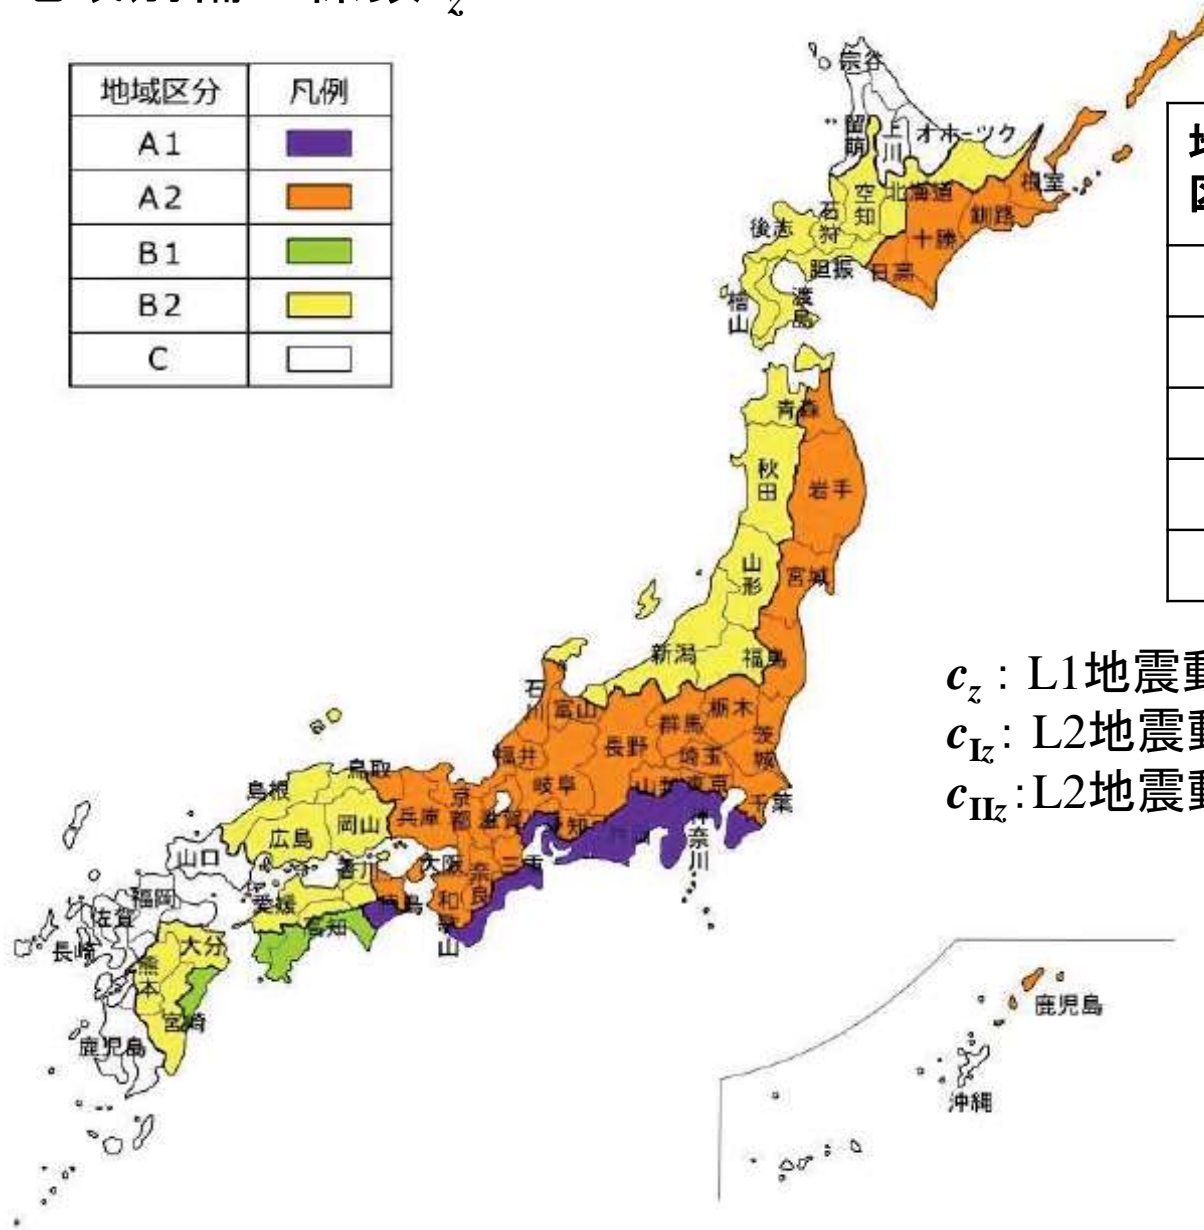 地域区分 凡例
A1
A2
B1
B2
C
宗谷
留萌
上川
オホーツク
北海道
空知
石狩
後志
胆振
日高
十勝
釧路
根室
檜山
渡島
青森
秋田
岩手
山形
宮城
新潟
福島
石川
富山
群馬
栃木
茨城
長野
埼玉
福井
岐阜
東京
千葉
神奈川
鳥取
島根
兵庫
京都
滋賀
岡山
広島
山口
香川
大阪
奈良
三重
愛媛
高知
和歌山
福岡
佐賀
長崎
大分
熊本
宮崎
鹿児島
鹿児島
沖縄
cz : L1地震動
cIz : L2地震動
cIIz : L2地震動